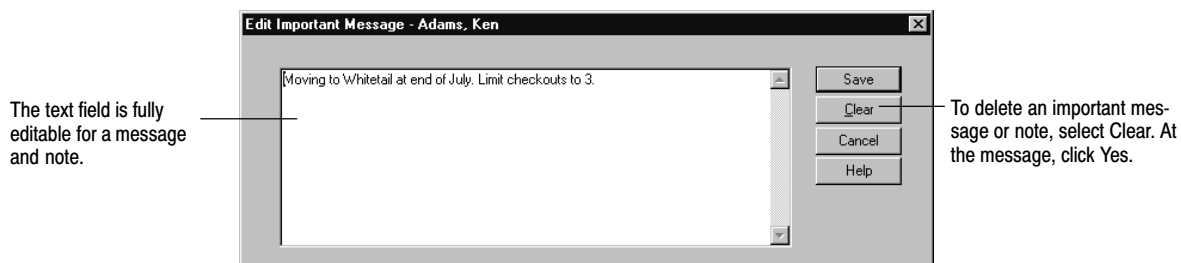 Edit Important Message - Adams, Ken
Moving to Whitetail at end of July. Limit checkouts to 3.
Save
Clear
Cancel
Help
The text field is fully
editable for a message
and note.
To delete an important mes-
sage or note, select Clear. At
the message, click Yes.